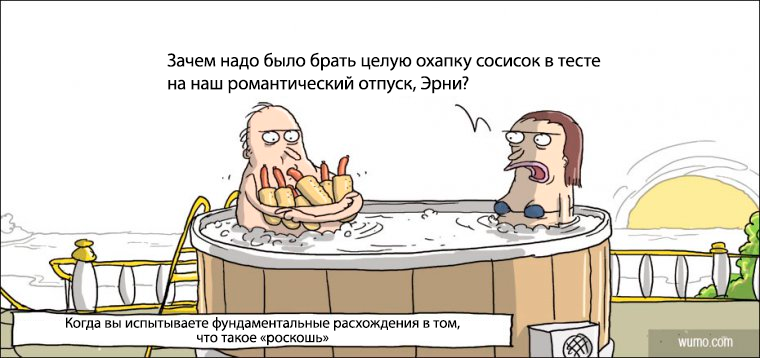 Зачем надо было брать целую охапку сосисок в тесте
на наш романтический отпуск, Эрни?
Когда вы испытываете фундаментальные расхождения в том,
что такое «роскошь»
wumo.com